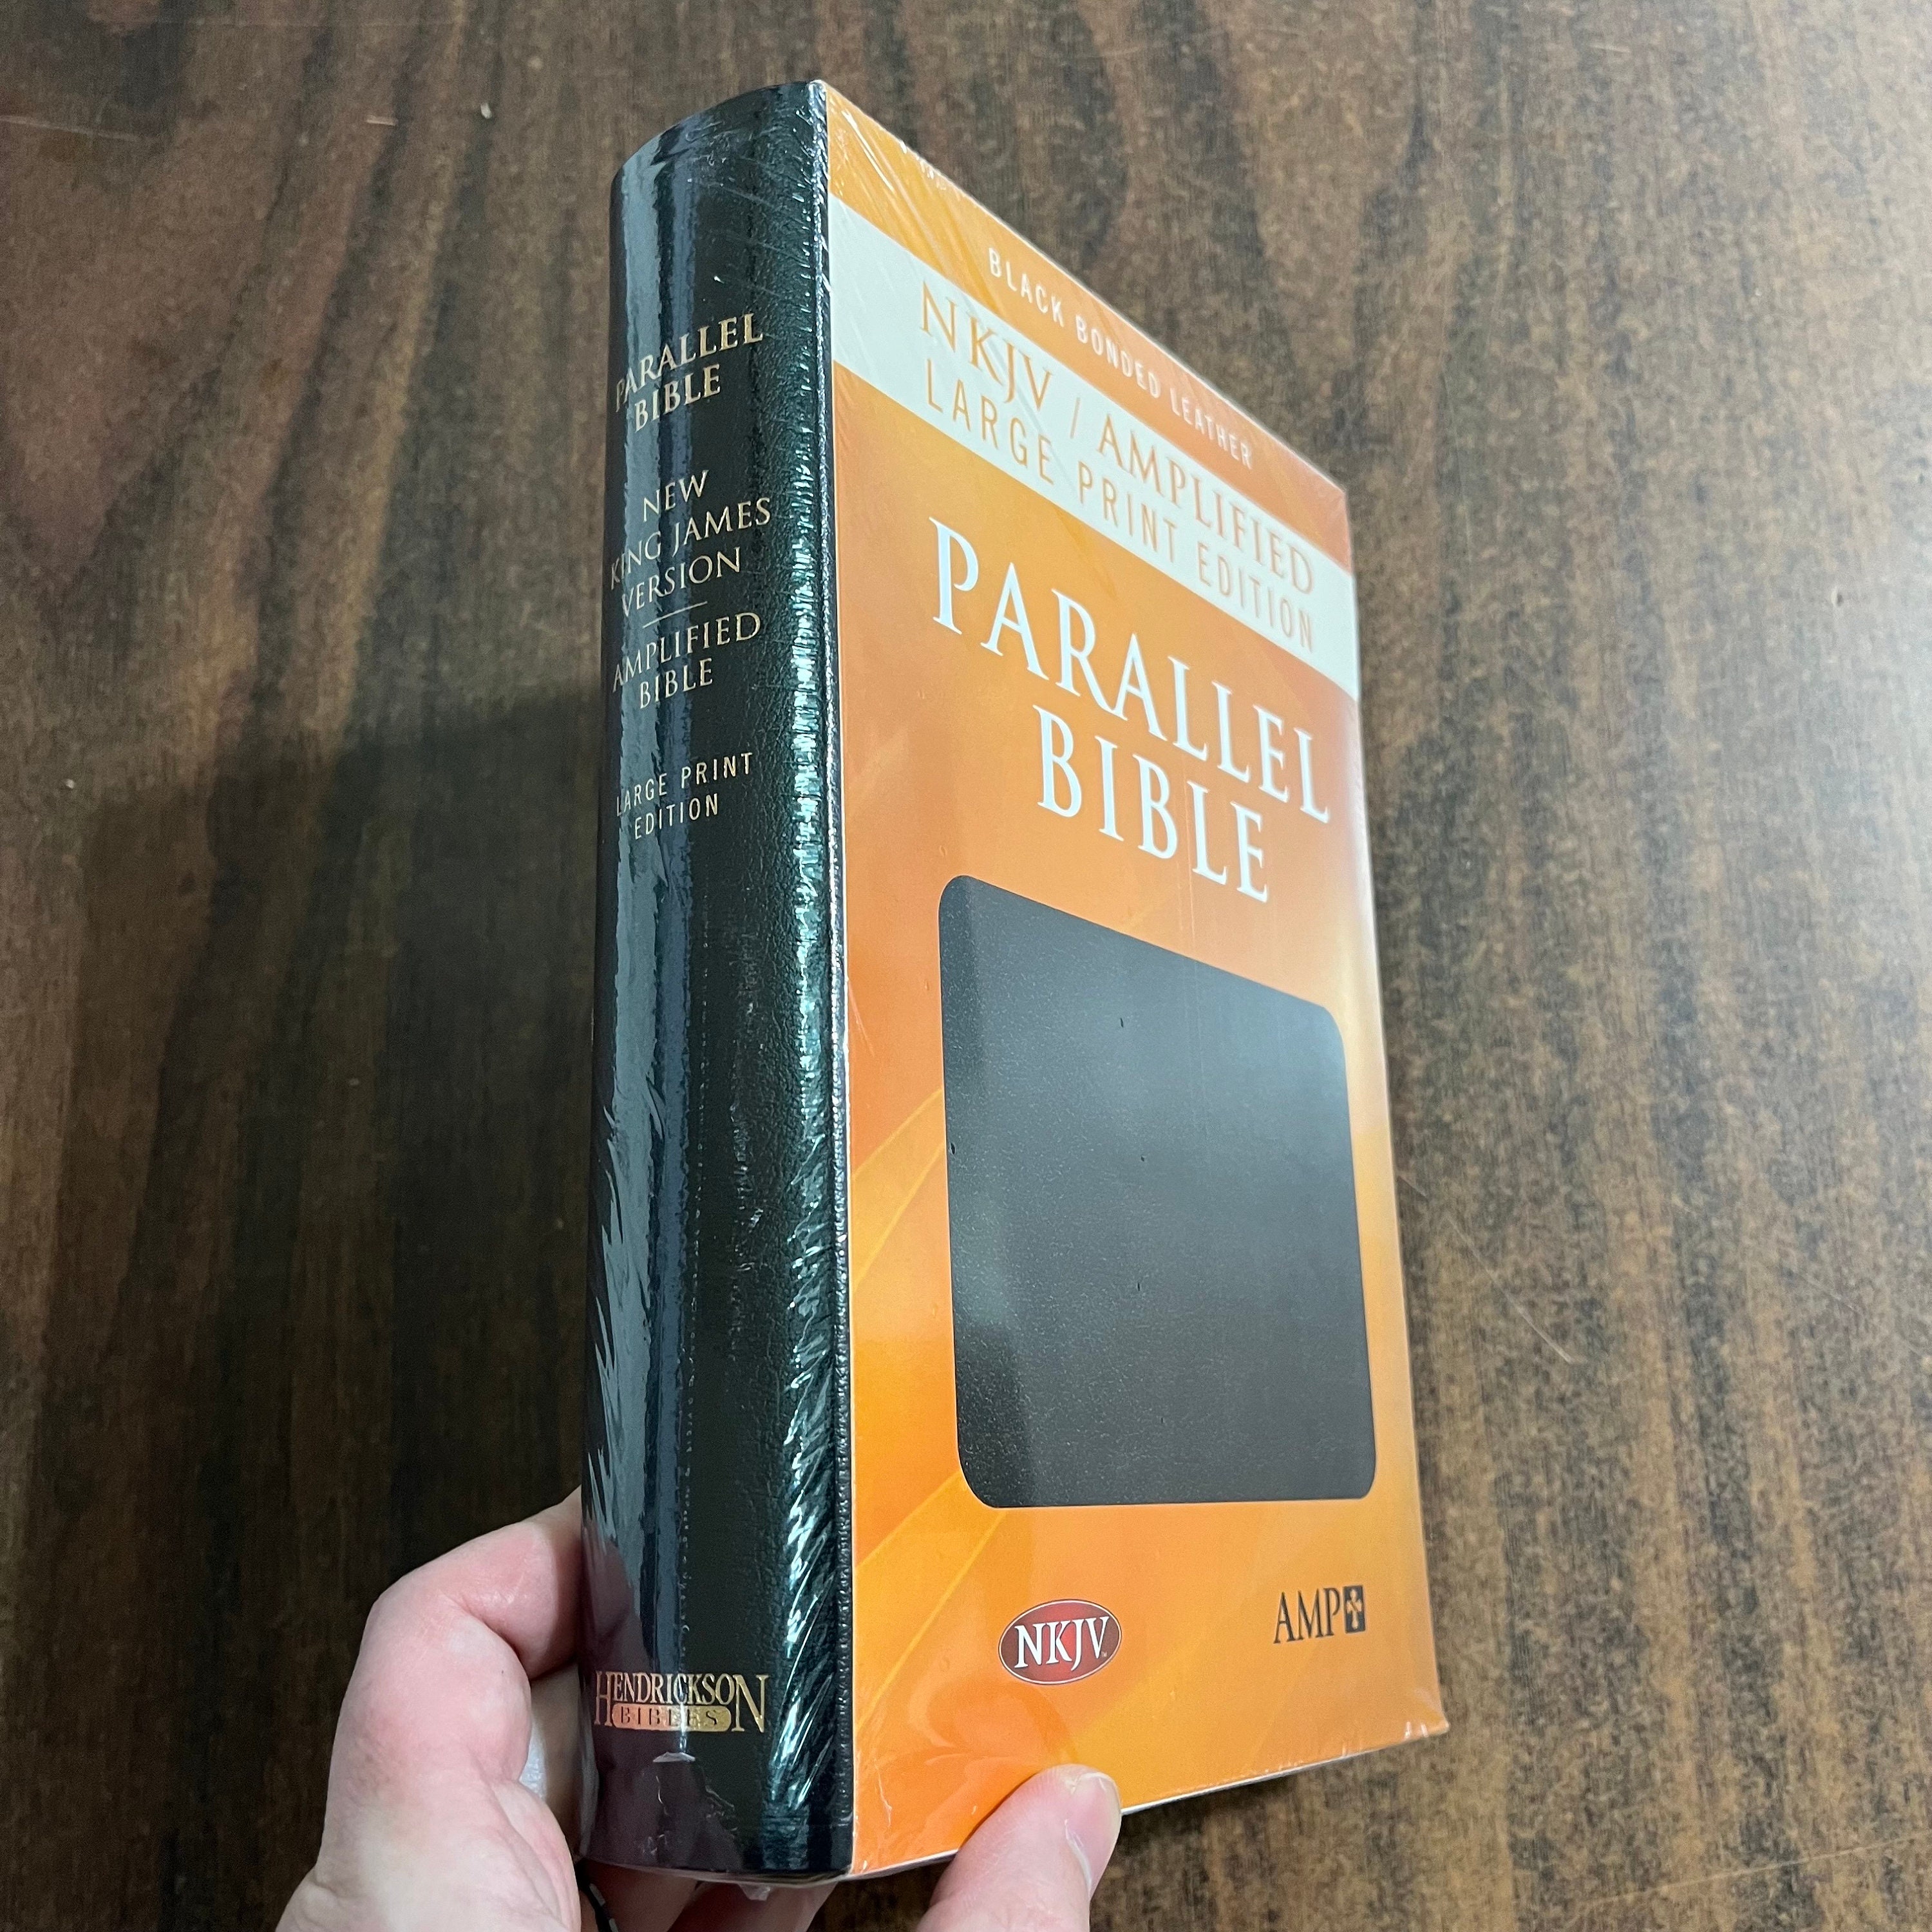 PARALLEL
BIBLE
NEW
KING JAMES
VERSION
AMPLIFIED
BIBLE
LARGE PRINT
EDITION
HENDRICKSON
BIBLES
BLACK BONDED LEATHER
NKJV / AMPLIFIED
LARGE PRINT EDITION
PARALLEL
BIBLE
NKJV
AMP